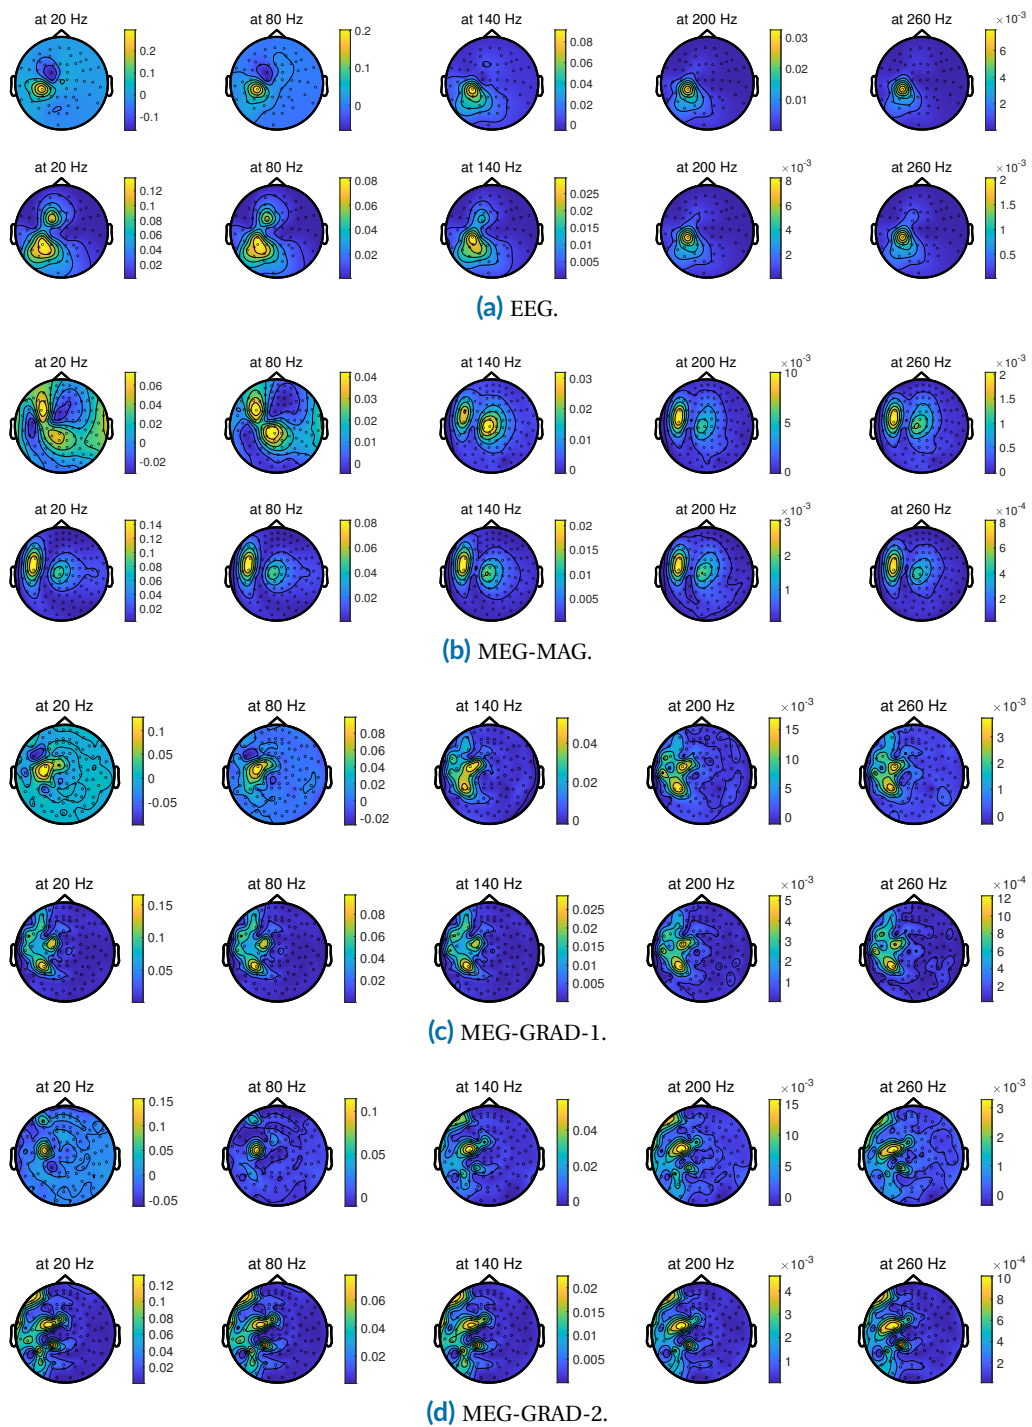 at 20 Hz at 80 Hz at 140 Hz at 200 Hz at 260 Hz
0.2 0.1 0 -0.1
0.2 0.1 0
0.08 0.06 0.04 0.02 0
0.03 0.02 0.01
×10⁻³ 6 4 2
at 20 Hz at 80 Hz at 140 Hz at 200 Hz at 260 Hz
0.12 0.1 0.08 0.06 0.04 0.02
0.08 0.06 0.04 0.02
0.025 0.02 0.015 0.01 0.005
×10⁻³ 8 6 4 2
×10⁻³ 2 1.5 1 0.5
(a) EEG.
at 20 Hz at 80 Hz at 140 Hz at 200 Hz at 260 Hz
0.06 0.04 0.02 0 -0.02
0.04 0.03 0.02 0.01 0
0.03 0.02 0.01 0
×10⁻³ 10 5 0
×10⁻³ 2 1.5 1 0.5 0
at 20 Hz at 80 Hz at 140 Hz at 200 Hz at 260 Hz
0.14 0.12 0.1 0.08 0.06 0.04 0.02
0.08 0.06 0.04 0.02
0.02 0.015 0.01 0.005
×10⁻³ 3 2 1
×10⁻⁴ 8 6 4 2
(b) MEG-MAG.
at 20 Hz at 80 Hz at 140 Hz at 200 Hz at 260 Hz
0.1 0.05 0 -0.05
0.08 0.06 0.04 0.02 0 -0.02
0.04 0.02 0
×10⁻³ 15 10 5 0
×10⁻³ 3 2 1 0
at 20 Hz at 80 Hz at 140 Hz at 200 Hz at 260 Hz
0.15 0.1 0.05
0.08 0.06 0.04 0.02
0.025 0.02 0.015 0.01 0.005
×10⁻³ 5 4 3 2 1
×10⁻⁴ 12 10 8 6 4 2
(c) MEG-GRAD-1.
at 20 Hz at 80 Hz at 140 Hz at 200 Hz at 260 Hz
0.15 0.1 0.05 0 -0.05
0.1 0.05 0
0.04 0.02 0
×10⁻³ 15 10 5 0
×10⁻³ 3 2 1 0
at 20 Hz at 80 Hz at 140 Hz at 200 Hz at 260 Hz
0.12 0.1 0.08 0.06 0.04 0.02
0.06 0.04 0.02
0.02 0.015 0.01 0.005
×10⁻³ 4 3 2 1
×10⁻⁴ 10 8 6 4 2
(d) MEG-GRAD-2.